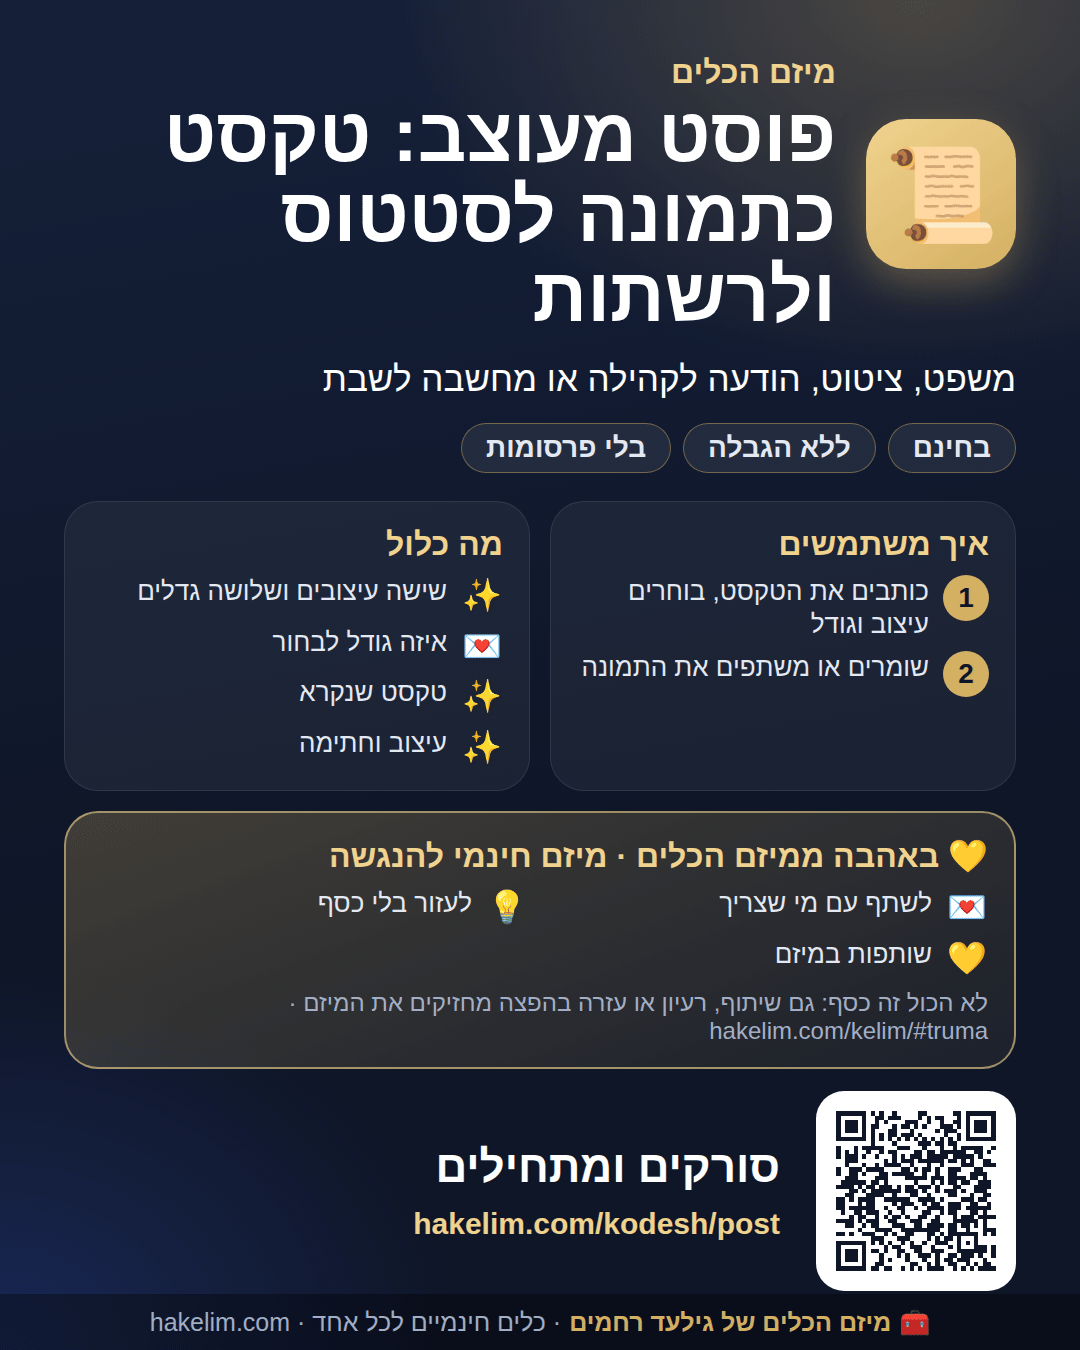 מיזם הכלים
פוסט מעוצב: טקסט
כתמונה לסטטוס
ולרשתות
משפט, ציטוט, הודעה לקהילה או מחשבה לשבת
בחינם
ללא הגבלה
בלי פרסומות
איך משתמשים
1 כותבים את הטקסט, בוחרים
עיצוב וגודל
2 שומרים או משתפים את התמונה
מה כלול
שישה עיצובים ושלושה גדלים
איזה גודל לבחור
טקסט שנקרא
עיצוב וחתימה
באהבה ממיזם הכלים · מיזם חינמי להנגשה
לשתף עם מי שצריך
לעזור בלי כסף
שותפות במיזם
לא הכול זה כסף: גם שיתוף, רעיון או עזרה בהפצה מחזיקים את המיזם ·
hakelim.com/kelim/#truma
סורקים ומתחילים
hakelim.com/kodesh/post
מיזם הכלים של גילעד רחמים · כלים חינמיים לכל אחד · hakelim.com